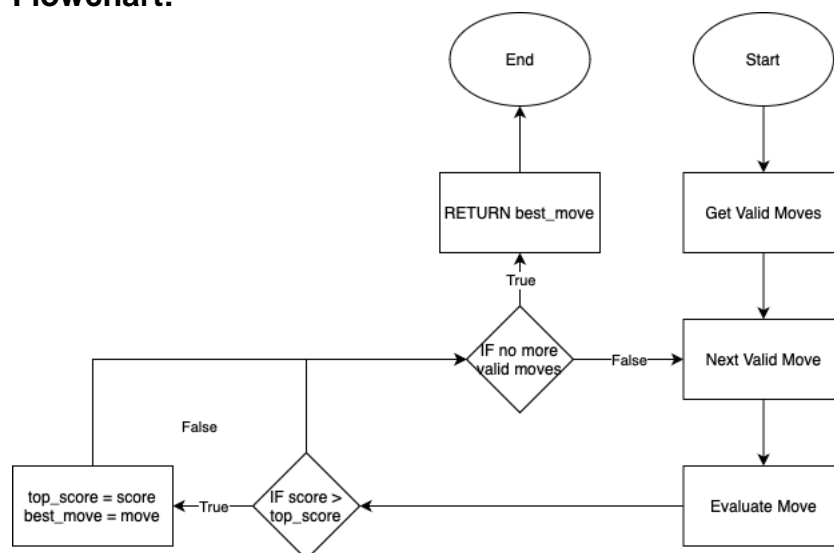 Flowchart:
End
Start
RETURN best_move
Get Valid Moves
True
IF no more
valid moves
False
Next Valid Move
False
top_score = score
best_move = move
True
IF score >
top_score
Evaluate Move